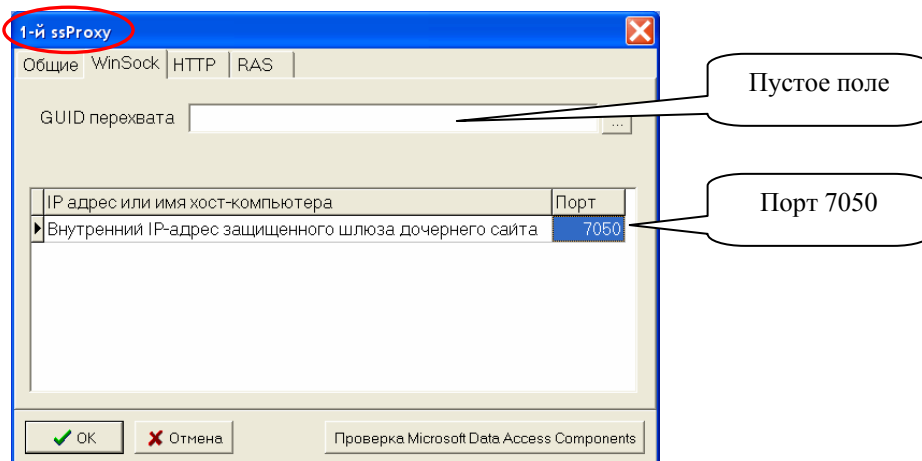 1-й ssProxy
Общие WinSock HTTP RAS
Пустое поле
GUID перехвата
...
IP адрес или имя хост-компьютера Порт
Порт 7050
Внутренний IP-адрес защищенного шлюза дочернего сайта 7050
OK Отмена Проверка Microsoft Data Access Components